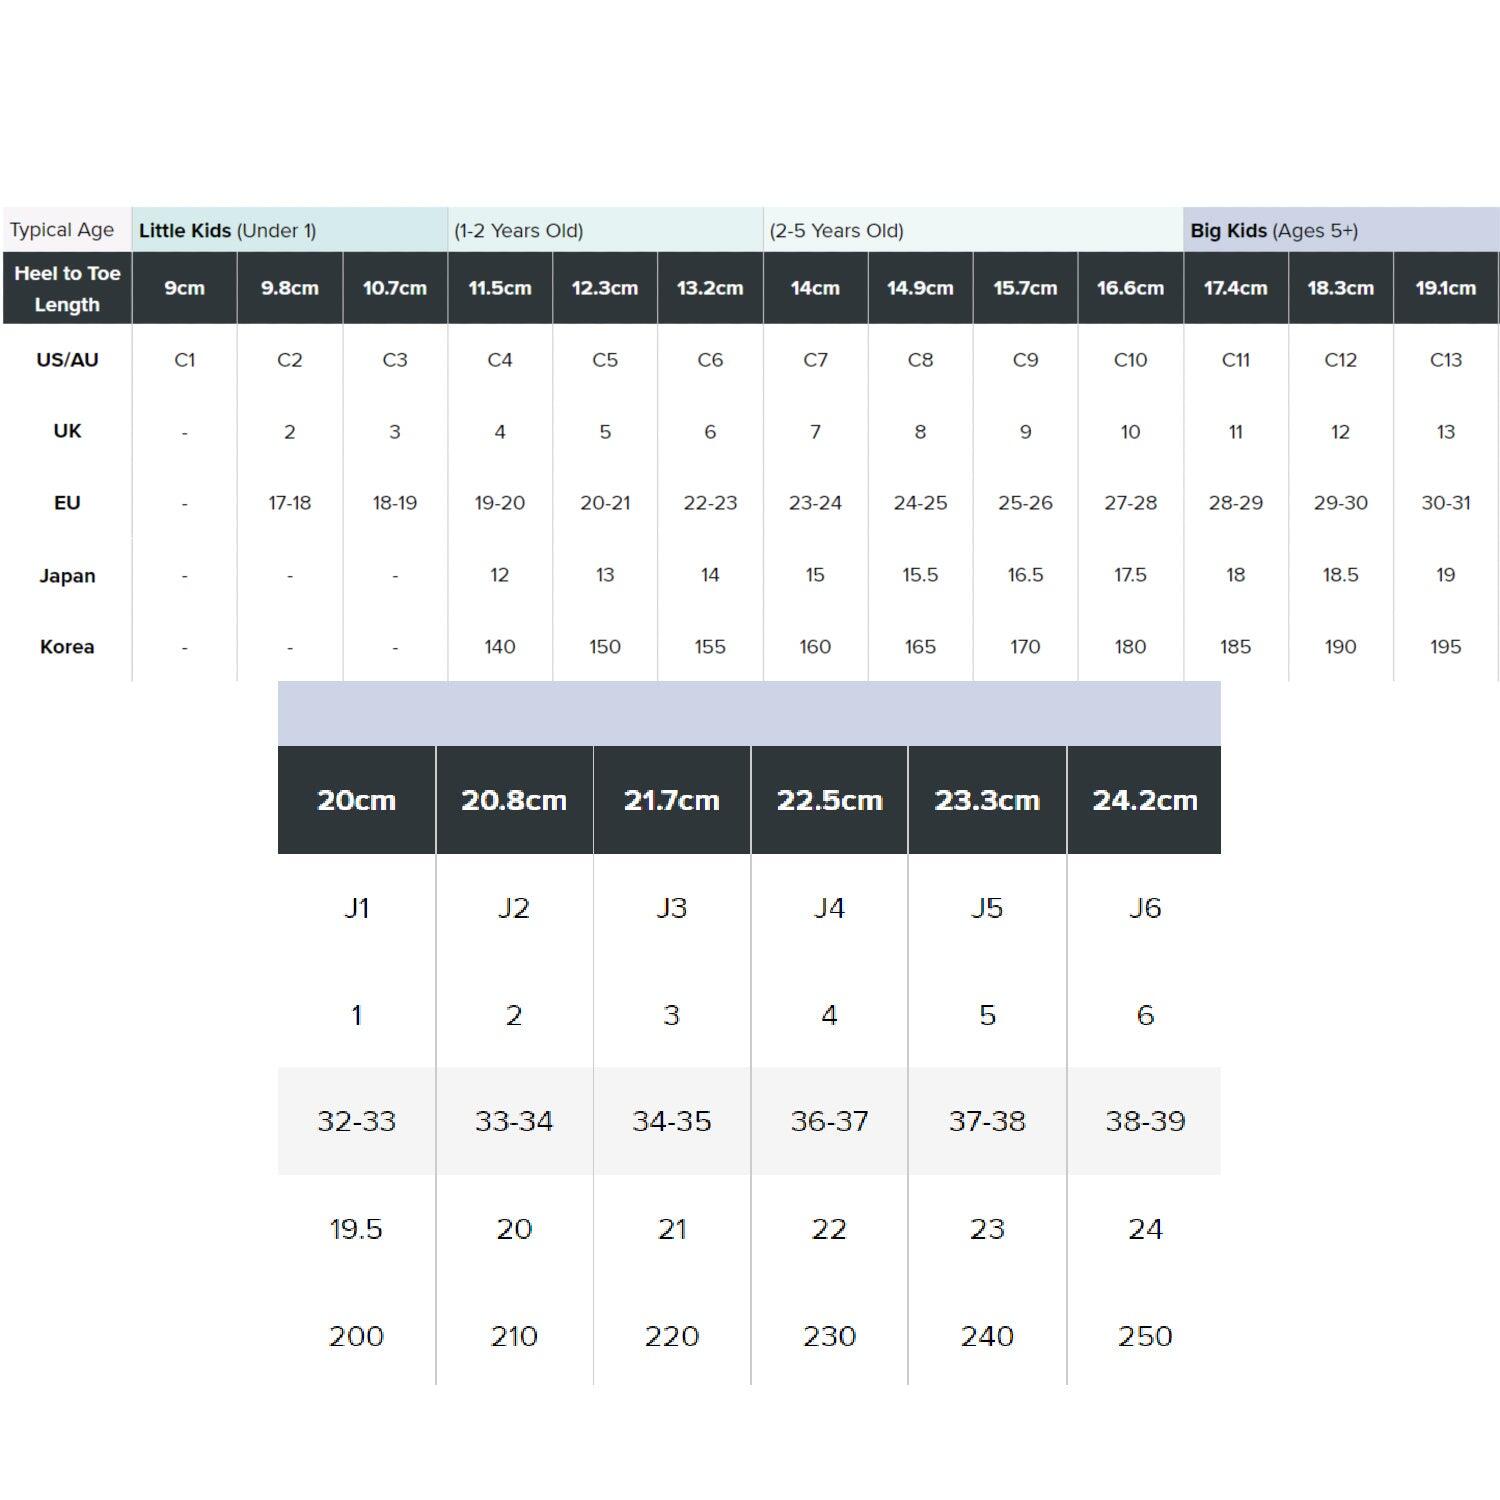 Typical Age Little Kids (Under 1) (1-2 Years Old) (2-5 Years Old) Big Kids (Ages 5+)
Heel to Toe Length 9cm 9.8cm 10.7cm 11.5cm 12.3cm 13.2cm 14cm 14.9cm 15.7cm 16.6cm 17.4cm 18.3cm 19.1cm
US/AU C1 C2 C3 C4 C5 C6 C7 C8 C9 C10 C11 C12 C13
UK - 2 3 4 5 6 7 8 9 10 11 12 13
EU - 17-18 18-19 19-20 20-21 22-23 23-24 24-25 25-26 27-28 28-29 29-30 30-31
Japan - - - 12 13 14 15 15.5 16.5 17.5 18 18.5 19
Korea - - - 140 150 155 160 165 170 180 185 190 195
20cm 20.8cm 21.7cm 22.5cm 23.3cm 24.2cm
J1 J2 J3 J4 J5 J6
1 2 3 4 5 6
32-33 33-34 34-35 36-37 37-38 38-39
19.5 20 21 22 23 24
200 210 220 230 240 250